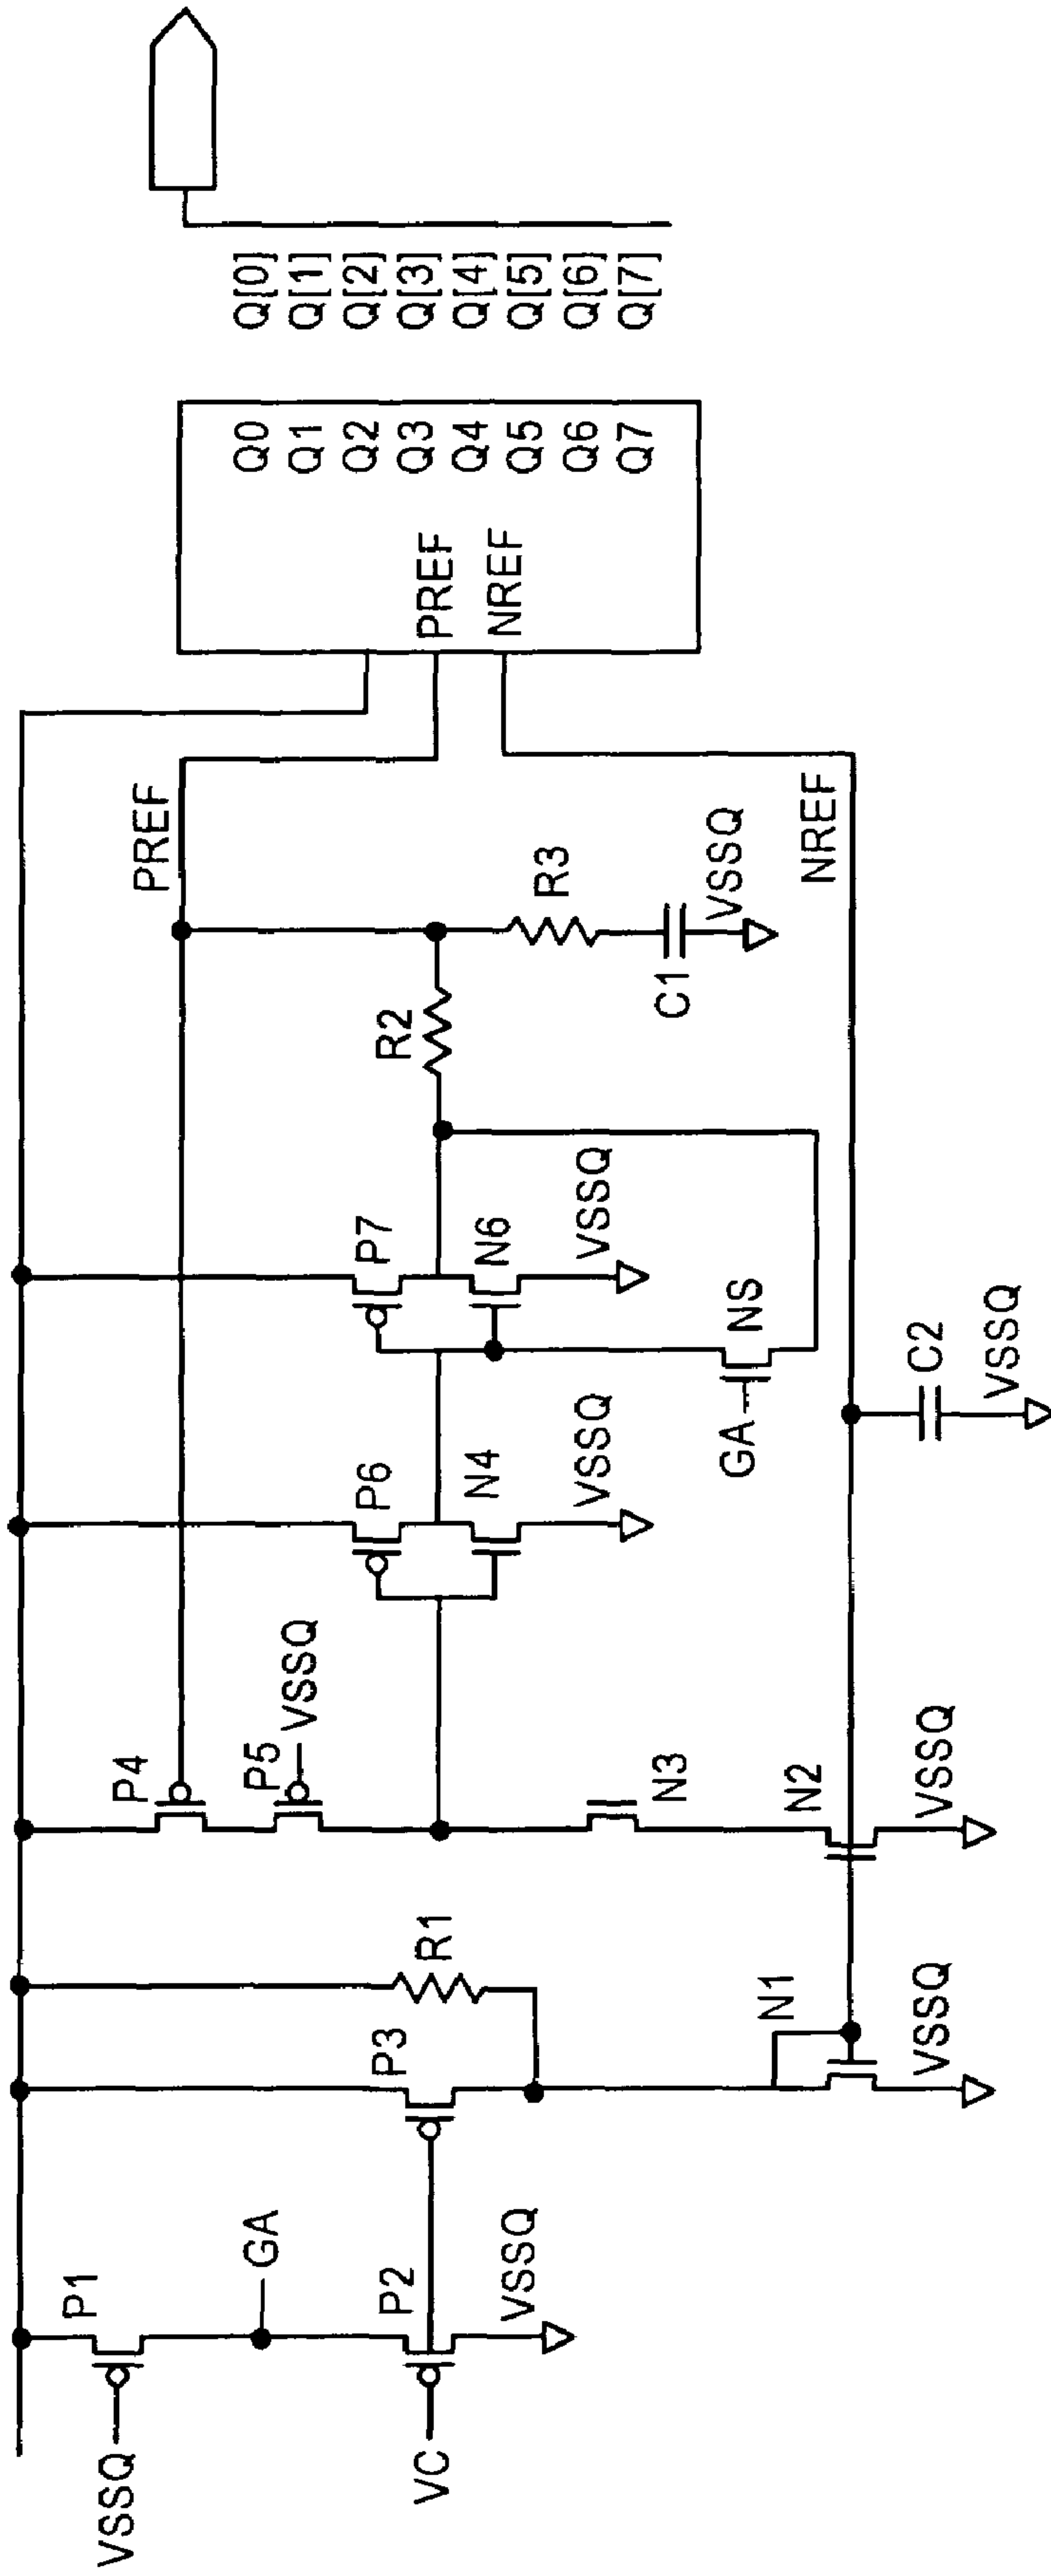 VSSQ
P1
GA
VC
P2
VSSQ
P3
R1
N1
VSSQ
P4
P5
VSSQ
N3
N2
VSSQ
P6
N4
VSSQ
GA
NS
P7
N6
VSSQ
C2
VSSQ
R2
R3
C1
VSSQ
PREF
NREF
PREF
NREF
Q0
Q1
Q2
Q3
Q4
Q5
Q6
Q7
Q[0]
Q[1]
Q[2]
Q[3]
Q[4]
Q[5]
Q[6]
Q[7]